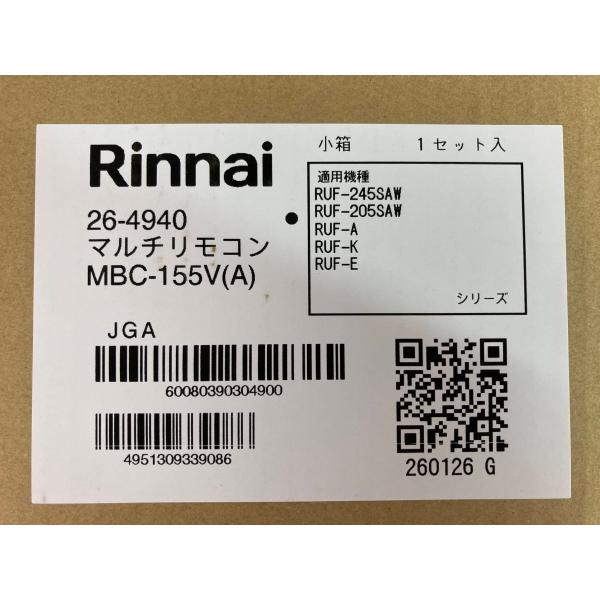 Rinnai
26-4940
マルチリモコン
MBC-155V(A)
小箱 1セット入
適用機種
RUF-245SAW
RUF-205SAW
RUF-A
RUF-K
RUF-E
シリーズ
JGA
60080390304900
4951309339086
260126 G